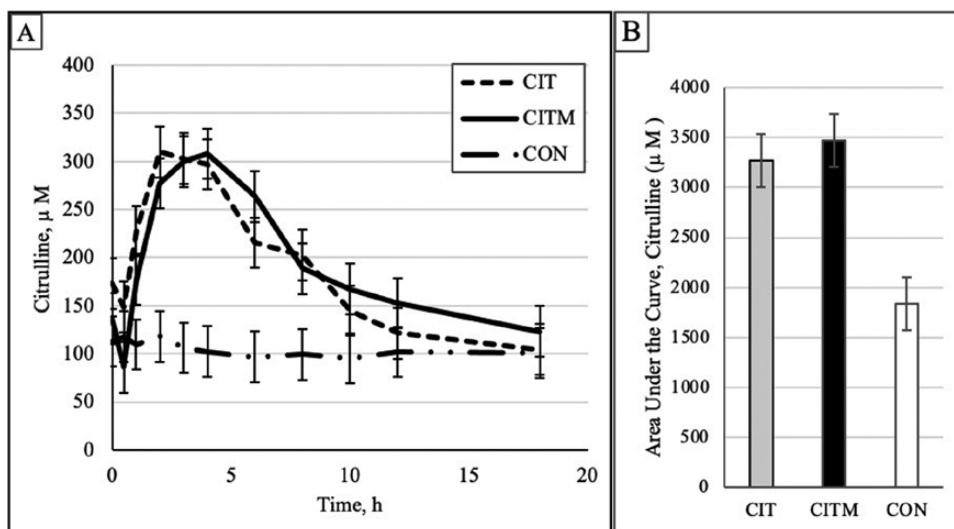 A
400
350
300
250
200
150
100
50
0
Citrulline, µ M
0 5 10 15 20
Time, h
CIT
CITM
CON
B
4000
3500
3000
2500
2000
1500
1000
500
0
Area Under the Curve, Citrulline (µ M )
CIT CITM CON